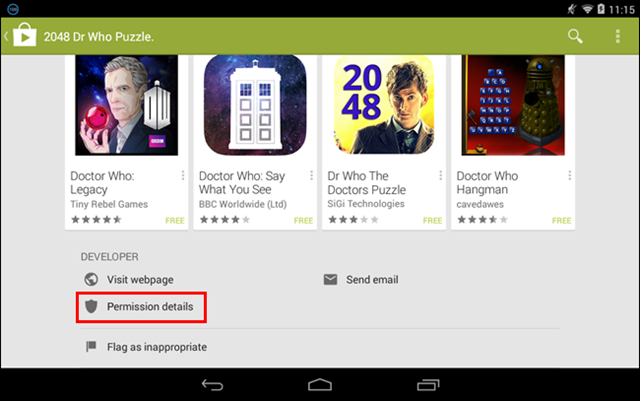 100 11:15
2048 Dr Who Puzzle.
DW
BBC
20
48
Doctor Who:
Legacy
Tiny Rebel Games
FREE
Doctor Who: Say
What You See
BBC Worldwide (Ltd)
FREE
Dr Who The
Doctors Puzzle
SiGi Technologies
FREE
Doctor Who
Hangman
cavedawes
FREE
DEVELOPER
Visit webpage
Send email
Permission details
Flag as inappropriate